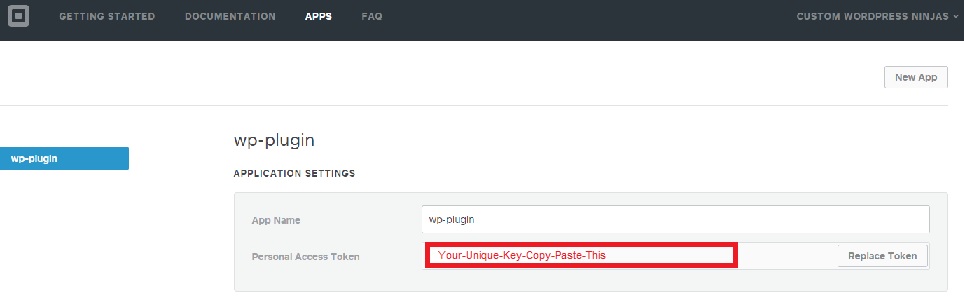 GETTING STARTED DOCUMENTATION APPS FAQ CUSTOM WORDPRESS NINJAS
New App
wp-plugin
wp-plugin
APPLICATION SETTINGS
App Name wp-plugin
Personal Access Token Your-Unique-Key-Copy-Paste-This Replace Token